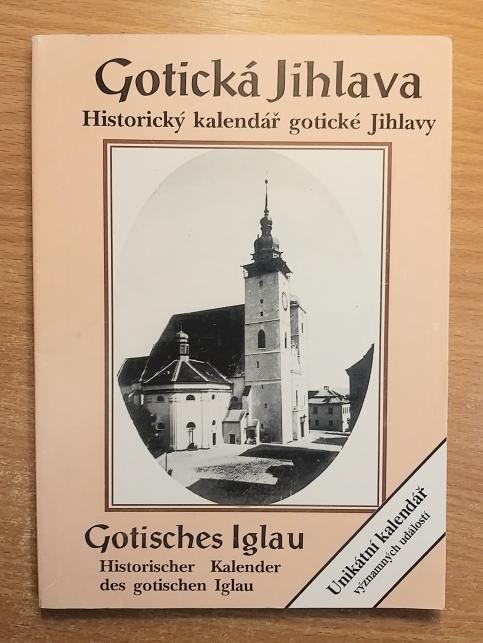 Gotická Jihlava
Historický kalendář gotické Jihlavy
Gotisches Iglau
Historischer Kalender
des gotischen Iglau
Unikátní kalendář
významných událostí